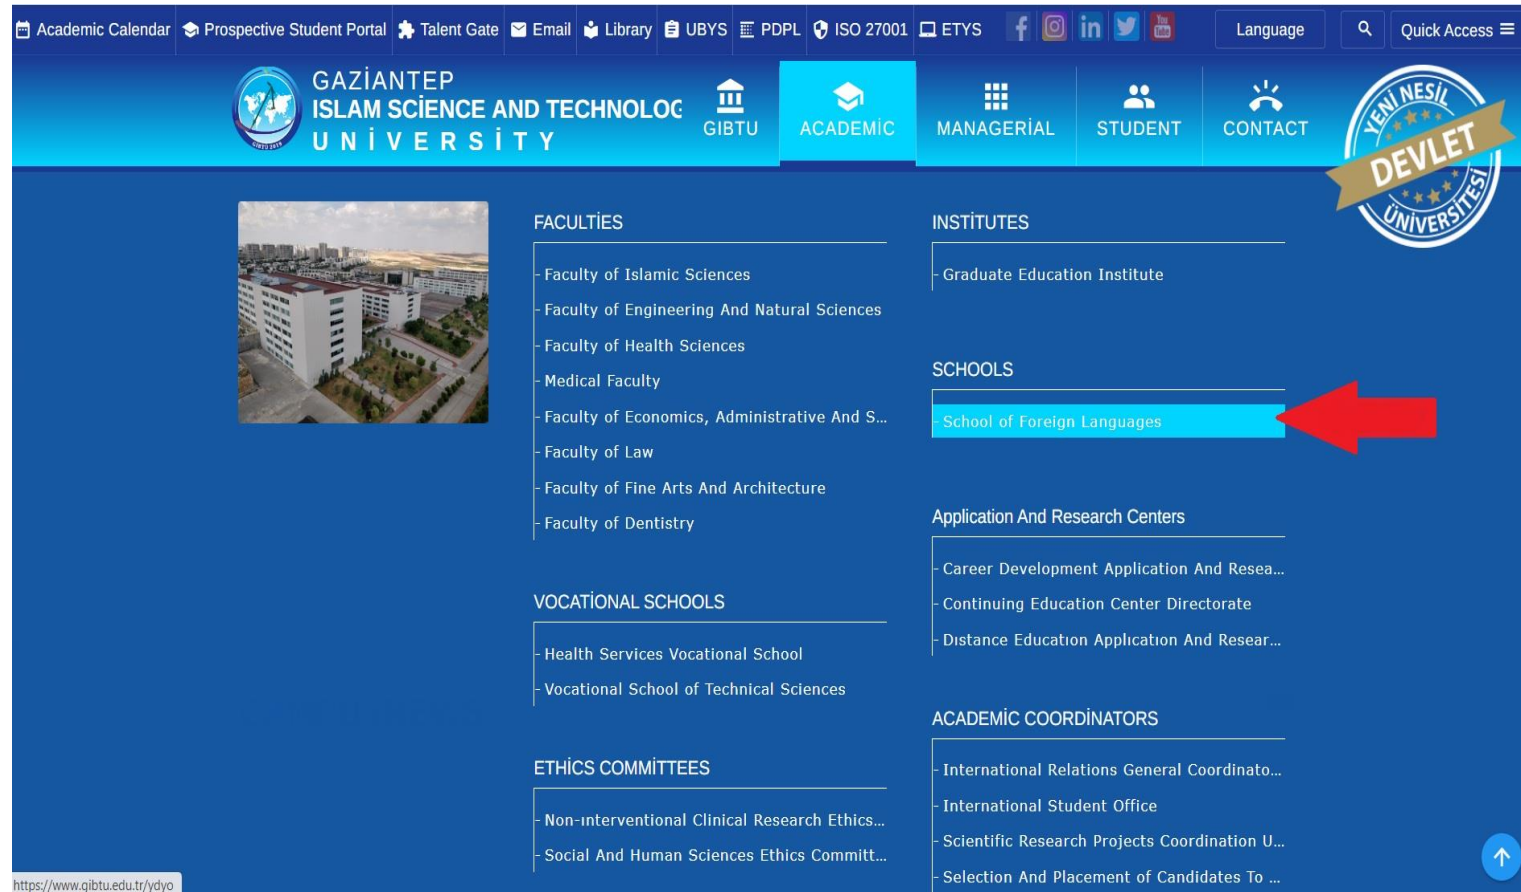 Academic Calendar Prospective Student Portal Talent Gate Email Library UBYS PDPL ISO 27001 ETYS Language Quick Access
GAZİANTEP
ISLAM SCİENCE AND TECHNOLOG
UNİVERSİTY
GIBTU ACADEMİC MANAGERİAL STUDENT CONTACT
YENİ NESİL
DEVLET
ÜNİVERSİTESİ
FACULTİES
- Faculty of Islamic Sciences
- Faculty of Engineering And Natural Sciences
- Faculty of Health Sciences
- Medical Faculty
- Faculty of Economics, Administrative And S...
- Faculty of Law
- Faculty of Fine Arts And Architecture
- Faculty of Dentistry
VOCATİONAL SCHOOLS
- Health Services Vocational School
- Vocational School of Technical Sciences
ETHİCS COMMİTTEES
- Non-ınterventional Clinical Research Ethics...
- Social And Human Sciences Ethics Committ...
INSTİTUTES
- Graduate Education Institute
SCHOOLS
- School of Foreign Languages
Application And Research Centers
- Career Development Application And Resea...
- Continuing Education Center Directorate
- Dıstance Educatıon Applıcatıon And Resear...
ACADEMİC COORDİNATORS
- International Relations General Coordinato...
- International Student Office
- Scientific Research Projects Coordination U...
- Selection And Placement of Candidates To ...
https://www.gibtu.edu.tr/ydyo